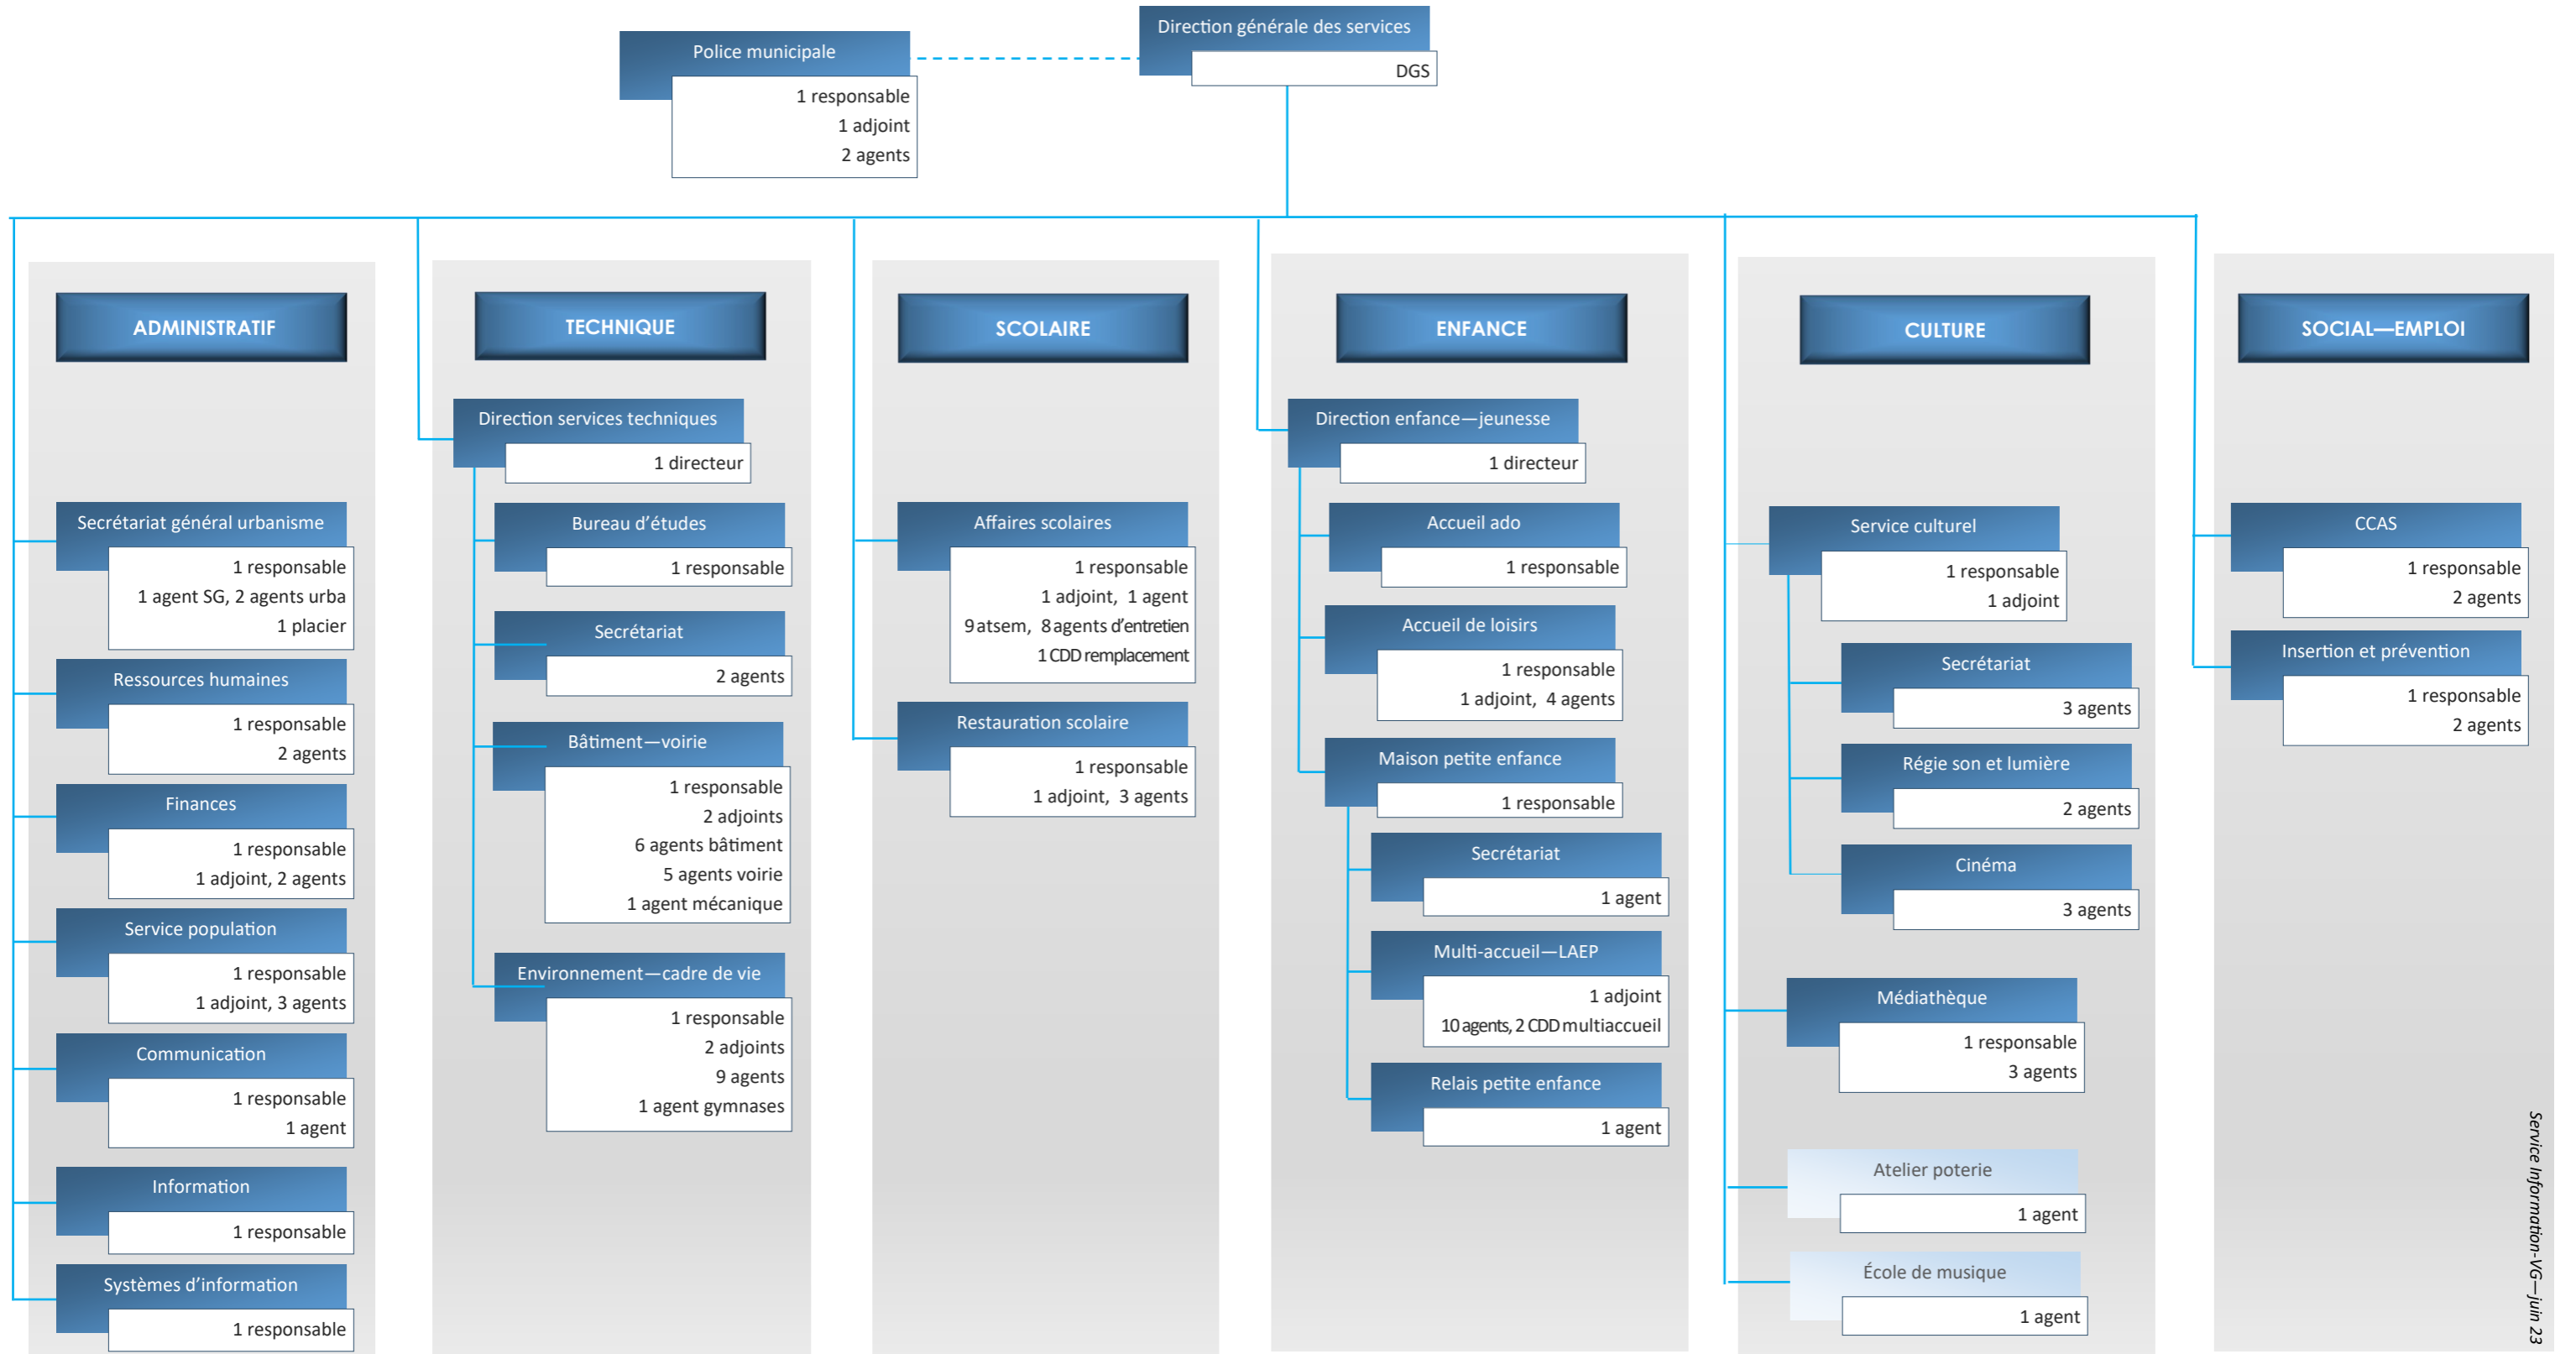 Direction générale des services
DGS
Police municipale
1 responsable
1 adjoint
2 agents
ADMINISTRATIF
Secrétariat général urbanisme
1 responsable
1 agent SG, 2 agents urba
1 placier
Ressources humaines
1 responsable
2 agents
Finances
1 responsable
1 adjoint, 2 agents
Service population
1 responsable
1 adjoint, 3 agents
Communication
1 responsable
1 agent
Information
1 responsable
Systèmes d’information
1 responsable
TECHNIQUE
Direction services techniques
1 directeur
Bureau d’études
1 responsable
Secrétariat
2 agents
Bâtiment—voirie
1 responsable
2 adjoints
6 agents bâtiment
5 agents voirie
1 agent mécanique
Environnement—cadre de vie
1 responsable
2 adjoints
9 agents
1 agent gymnases
SCOLAIRE
Affaires scolaires
1 responsable
1 adjoint, 1 agent
9 atsem, 8 agents d’entretien
1 CDD remplacement
Restauration scolaire
1 responsable
1 adjoint, 3 agents
ENFANCE
Direction enfance—jeunesse
1 directeur
Accueil ado
1 responsable
Accueil de loisirs
1 responsable
1 adjoint, 4 agents
Maison petite enfance
1 responsable
Secrétariat
1 agent
Multi-accueil—LAEP
1 adjoint
10 agents, 2 CDD multiaccueil
Relais petite enfance
1 agent
CULTURE
Service culturel
1 responsable
1 adjoint
Secrétariat
3 agents
Régie son et lumière
2 agents
Cinéma
3 agents
Médiathèque
1 responsable
3 agents
Atelier poterie
1 agent
École de musique
1 agent
SOCIAL—EMPLOI
CCAS
1 responsable
2 agents
Insertion et prévention
1 responsable
2 agents
Service Information-VG—juin 23